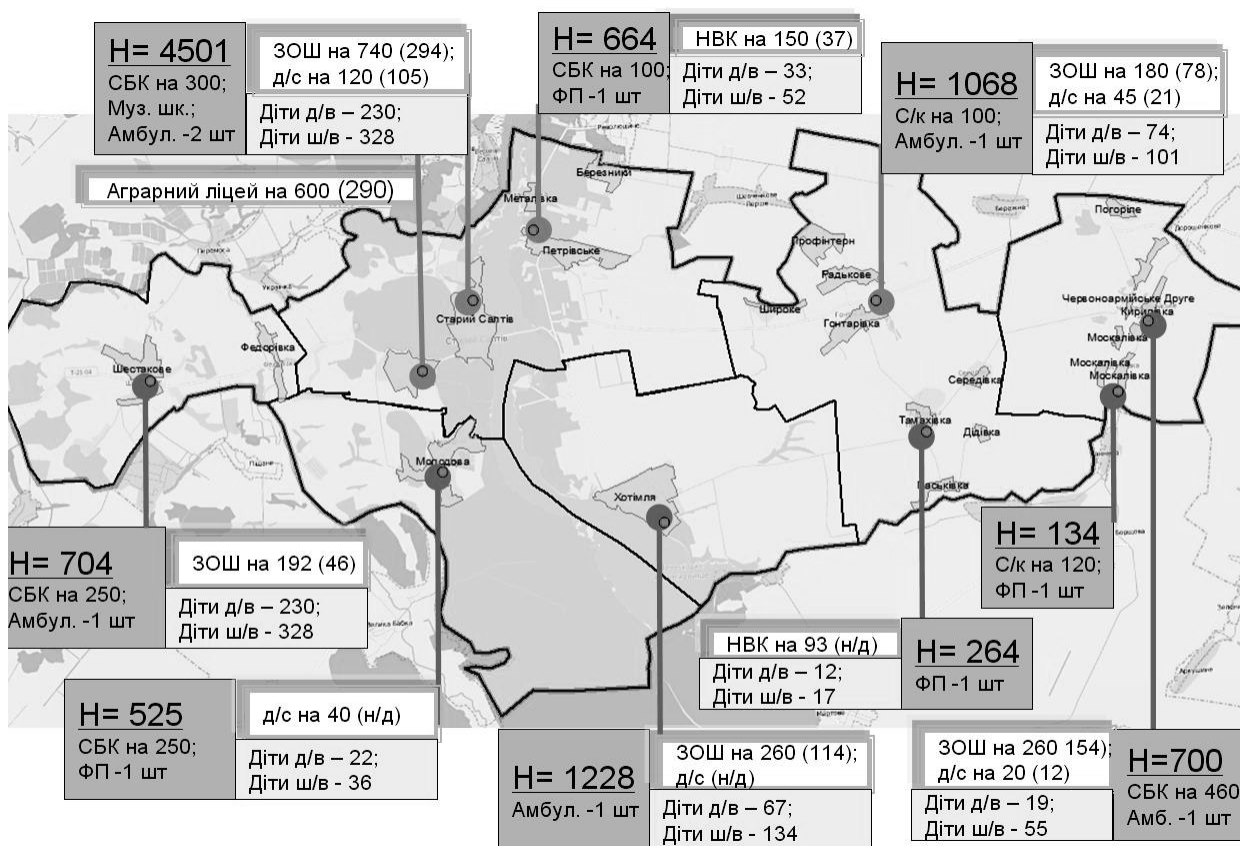 Н= 4501
СБК на 300;
Муз. шк.;
Амбул. -2 шт
ЗОШ на 740 (294);
д/с на 120 (105)
Діти д/в – 230;
Діти ш/в - 328
Аграрний ліцей на 600 (290)
Н= 664
СБК на 100;
ФП -1 шт
НВК на 150 (37)
Діти д/в – 33;
Діти ш/в - 52
Н= 1068
С/к на 100;
Амбул. -1 шт
ЗОШ на 180 (78);
д/с на 45 (21)
Діти д/в – 74;
Діти ш/в - 101
Березники
Металівка
Петрівське
Профінтерн
Радькове
Широке
Гонтарівка
Погоріле
Червоноармійське Друге
Кирилівка
Москалівка
Москалівка
Москалівка
Старий Салтів
Федорівка
Шестакове
Середівка
Тамахівка
Дідівка
Васьківка
Молодова
Хотімля
Н= 704
СБК на 250;
Амбул. -1 шт
ЗОШ на 192 (46)
Діти д/в – 230;
Діти ш/в - 328
Н= 134
С/к на 120;
ФП -1 шт
НВК на 93 (н/д)
Діти д/в – 12;
Діти ш/в - 17
Н= 264
ФП -1 шт
Н= 525
СБК на 250;
ФП -1 шт
д/с на 40 (н/д)
Діти д/в – 22;
Діти ш/в - 36
Н= 1228
Амбул. -1 шт
ЗОШ на 260 (114);
д/с (н/д)
Діти д/в – 67;
Діти ш/в - 134
ЗОШ на 260 154);
д/с на 20 (12)
Діти д/в – 19;
Діти ш/в - 55
Н=700
СБК на 460
Амб. -1 шт